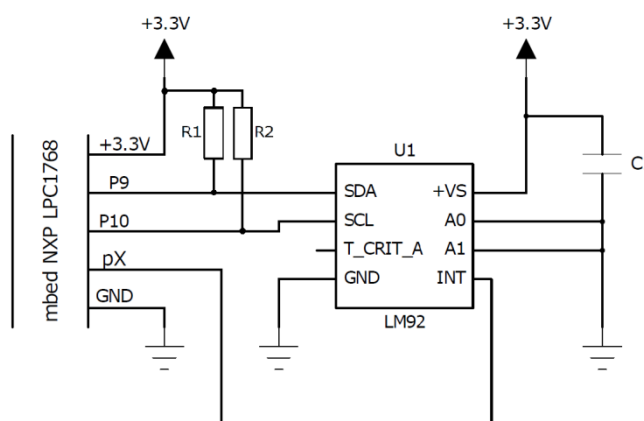 +3.3V
+3.3V
R1
R2
mbed NXP LPC1768
+3.3V
P9
P10
pX
GND
U1
SDA
SCL
T_CRIT_A
GND
+VS
A0
A1
INT
LM92
C